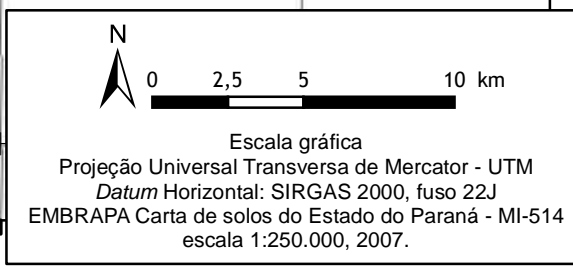 N
0 2,5 5 10 km
Escala gráfica
Projeção Universal Transversa de Mercator - UTM
Datum Horizontal: SIRGAS 2000, fuso 22J
EMBRAPA Carta de solos do Estado do Paraná - MI-514
escala 1:250.000, 2007.